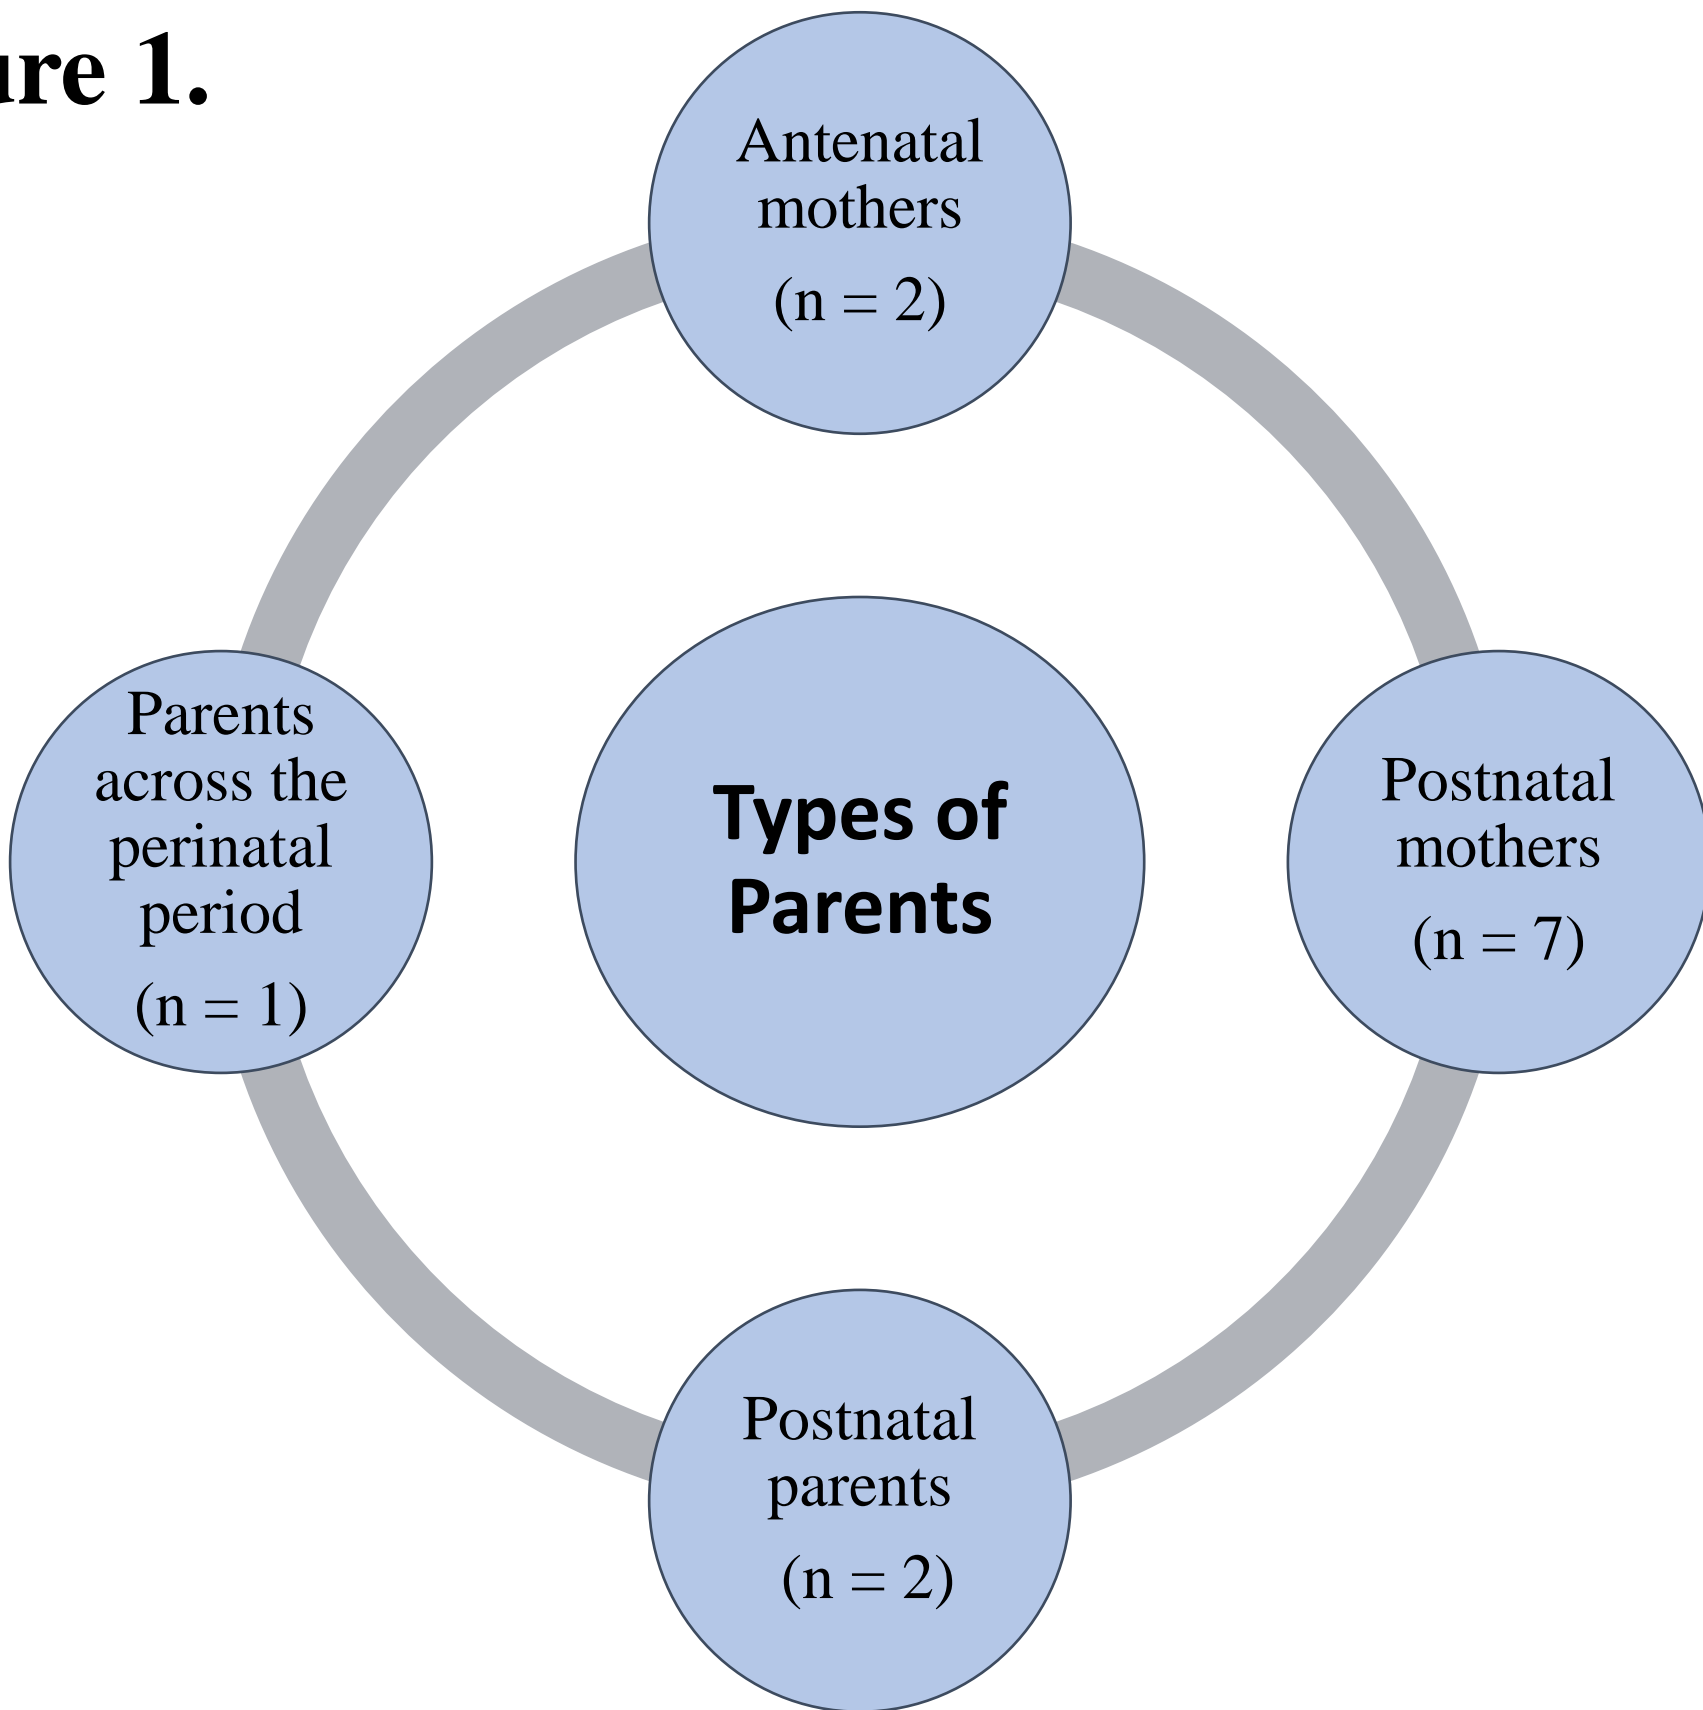 ure 1.
Antenatal
mothers
(n = 2)
Parents
across the
perinatal
period
(n = 1)
Types of
Parents
Postnatal
mothers
(n = 7)
Postnatal
parents
(n = 2)